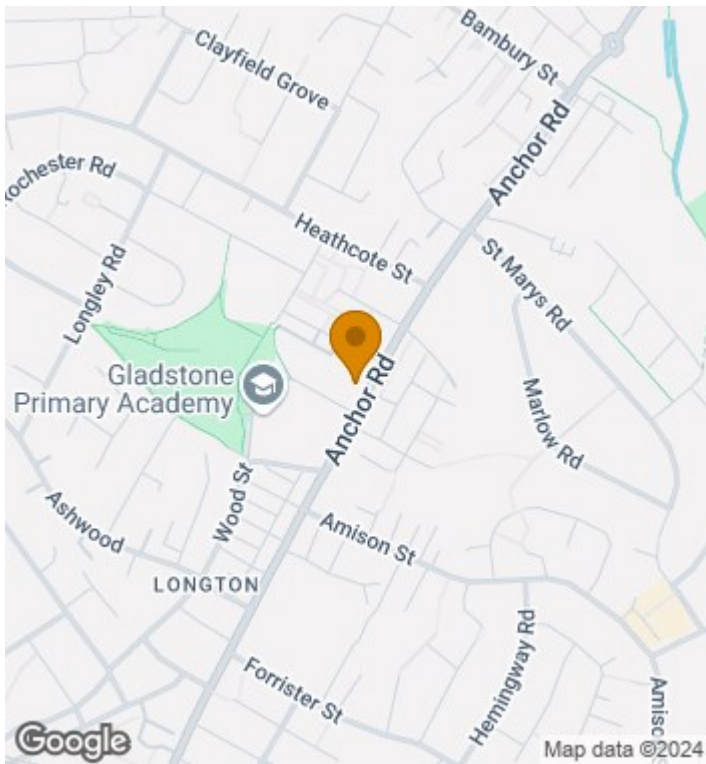 Clayfield Grove
Bambury St
Anchor Rd
ochester Rd
Heathcote St
St Marys Rd
Longley Rd
Gladstone
Primary Academy
Anchor Rd
Marlow Rd
Wood St
Ashwood
Amison St
LONGTON
Hemingway Rd
Forrister St
Amiso
Google
Map data ©2024